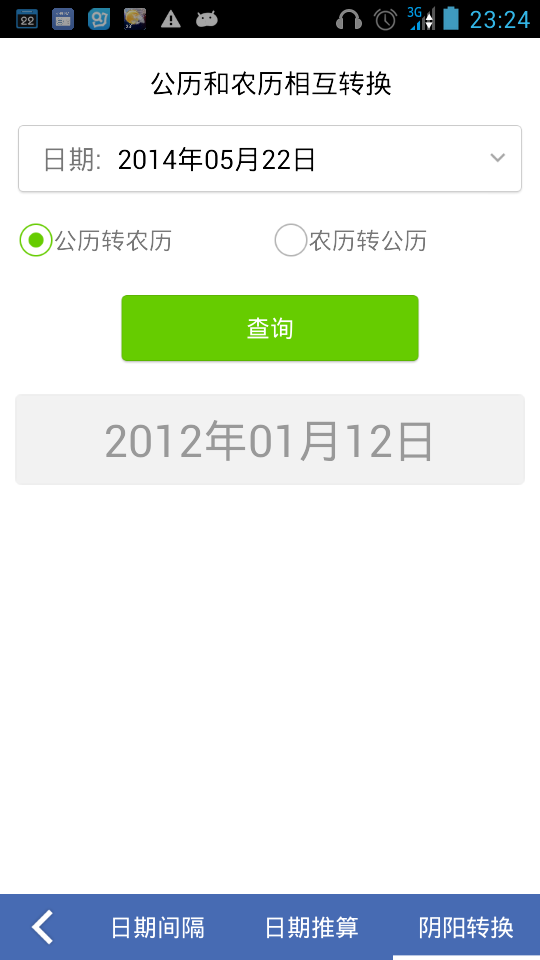 22
3G
23:24
公历和农历相互转换
日期: 2014年05月22日
公历转农历
农历转公历
查询
2012年01月12日
日期间隔
日期推算
阴阳转换